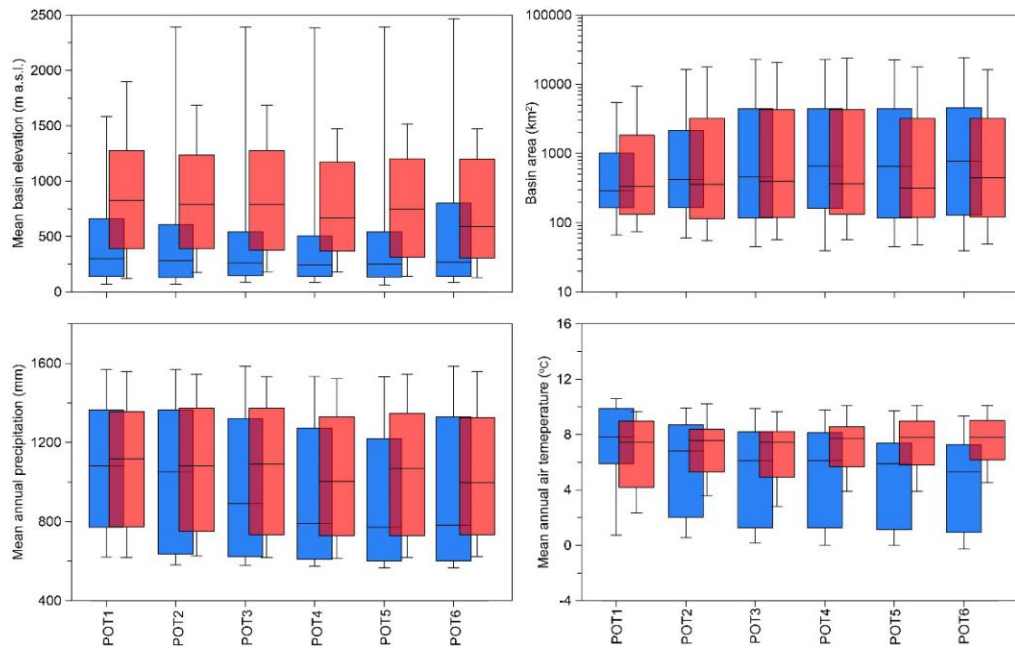 2500
2000
1500
1000
500
0
Mean basin elevation (m a.s.l.)
100000
10000
1000
100
10
Basin area (km²)
1600
1200
800
400
Mean annual precipitation (mm)
POT1
POT2
POT3
POT4
POT5
POT6
16
12
8
4
0
-4
Mean annual air temeperature (°C)
POT1
POT2
POT3
POT4
POT5
POT6